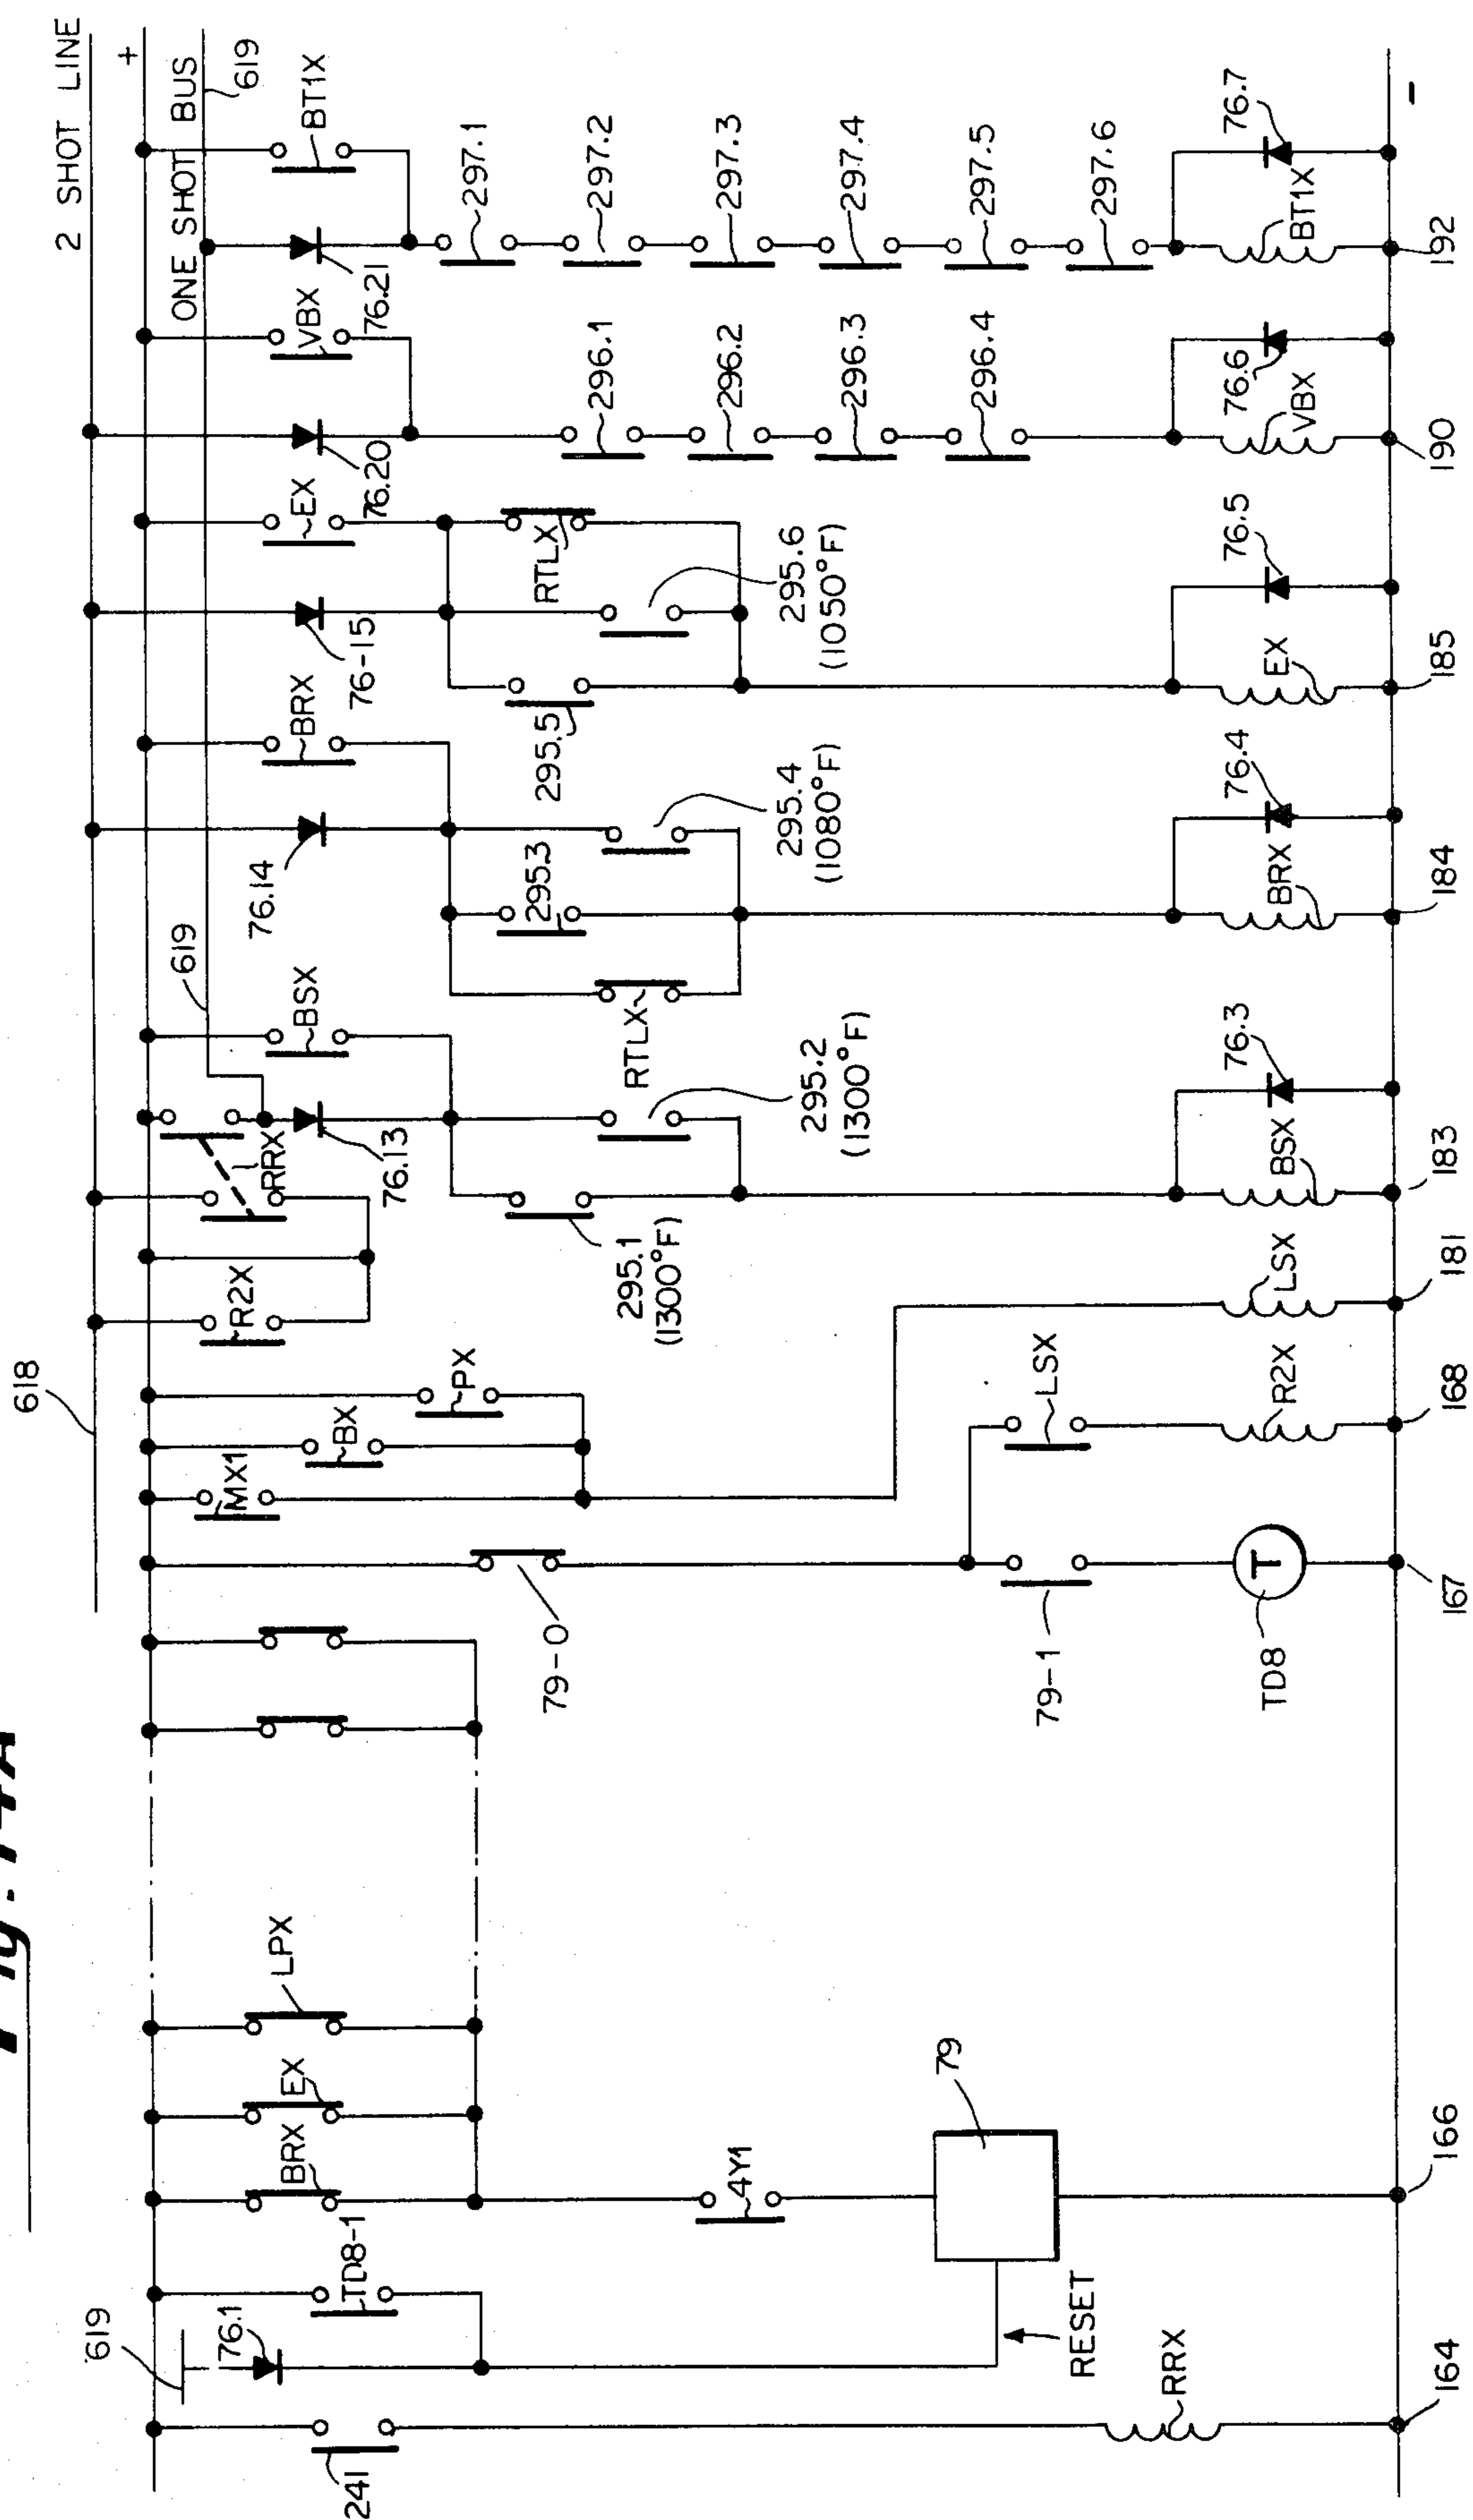 Fig. 14A
2 SHOT LINE
+
ONE SHOT BUS
619
618
619
619
241
RRX
164
76.1
TD8-1
RESET
BRX
EX
LPX
4Y1
79
166
79-0
79-1
TD8
167
MX1
BX
PX
LSX
R2X
168
LSX
181
R2X
RRX
76.13
BSX
295.1
(1300°F)
295.2
(1300°F)
BSX
76.3
183
76.14
BRX
RTLX
295.3
295.4
(1080°F)
BRX
76.4
184
76-15
EX
295.5
RTLX
295.6
(1050°F)
EX
76.5
185
76.20
VBX
296.1
296.2
296.3
296.4
VBX
76.6
190
76.21
BT1X
297.1
297.2
297.3
297.4
297.5
297.6
BT1X
76.7
192
-